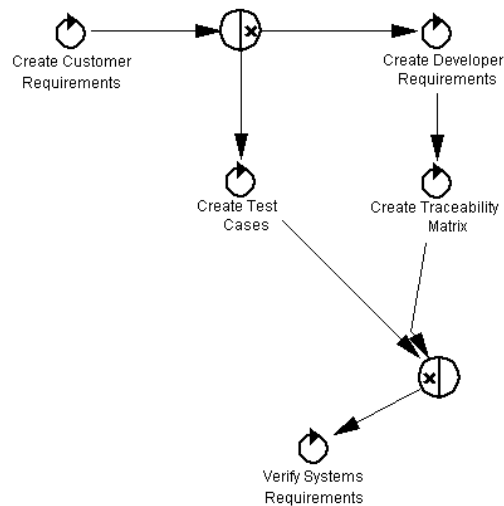 Create Customer
Requirements
Create Developer
Requirements
Create Test
Cases
Create Traceability
Matrix
Verify Systems
Requirements